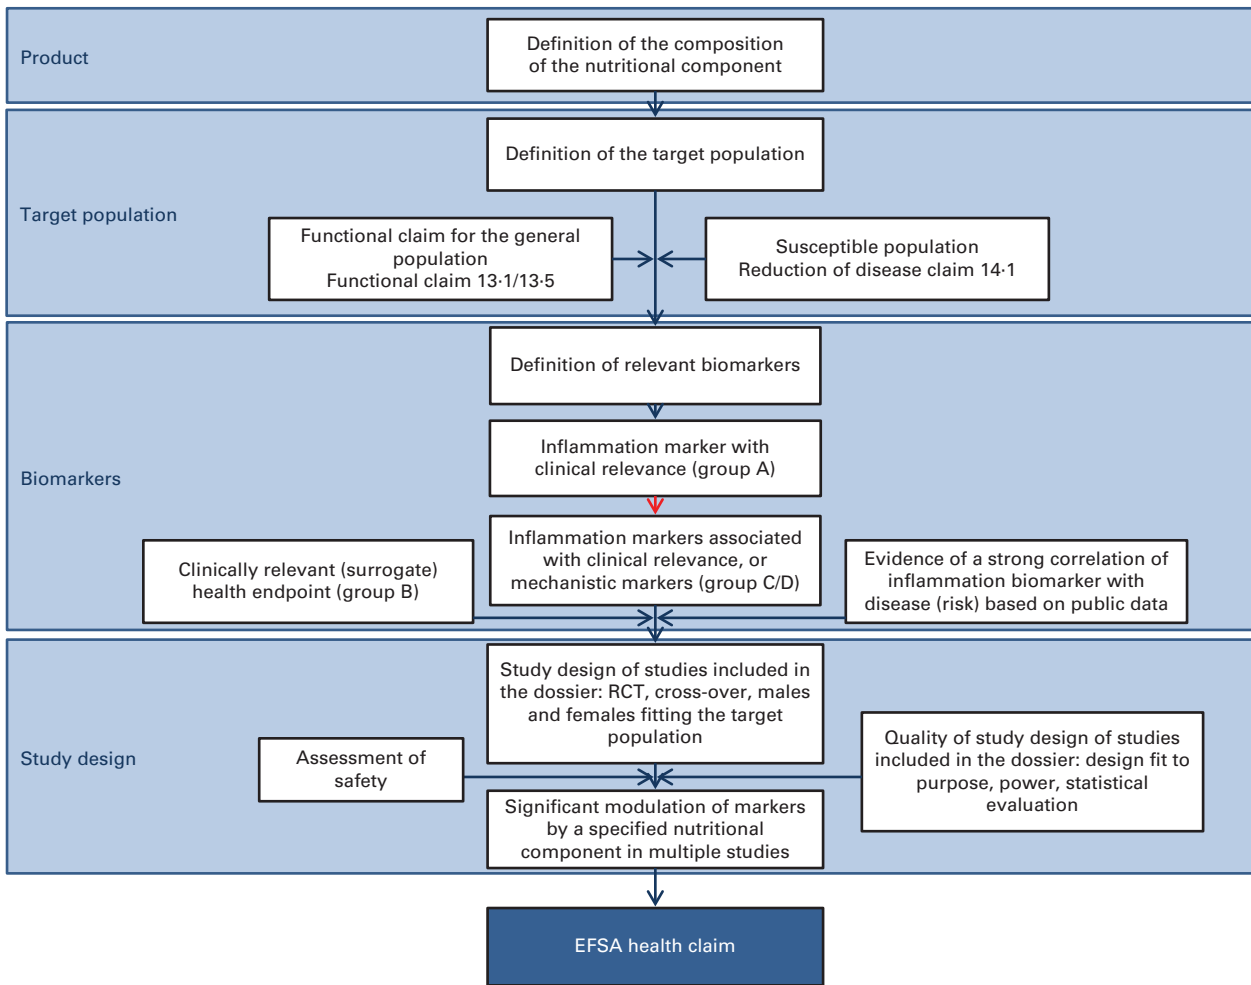 Product
Definition of the composition
of the nutritional component
Target population
Definition of the target population
Functional claim for the general
population
Functional claim 13·1/13·5
Susceptible population
Reduction of disease claim 14·1
Biomarkers
Definition of relevant biomarkers
Inflammation marker with
clinical relevance (group A)
Clinically relevant (surrogate)
health endpoint (group B)
Inflammation markers associated
with clinical relevance, or
mechanistic markers (group C/D)
Evidence of a strong correlation of
inflammation biomarker with
disease (risk) based on public data
Study design
Study design of studies included in
the dossier: RCT, cross-over, males
and females fitting the target
population
Assessment of
safety
Quality of study design of studies
included in the dossier: design fit to
purpose, power, statistical
evaluation
Significant modulation of markers
by a specified nutritional
component in multiple studies
EFSA health claim